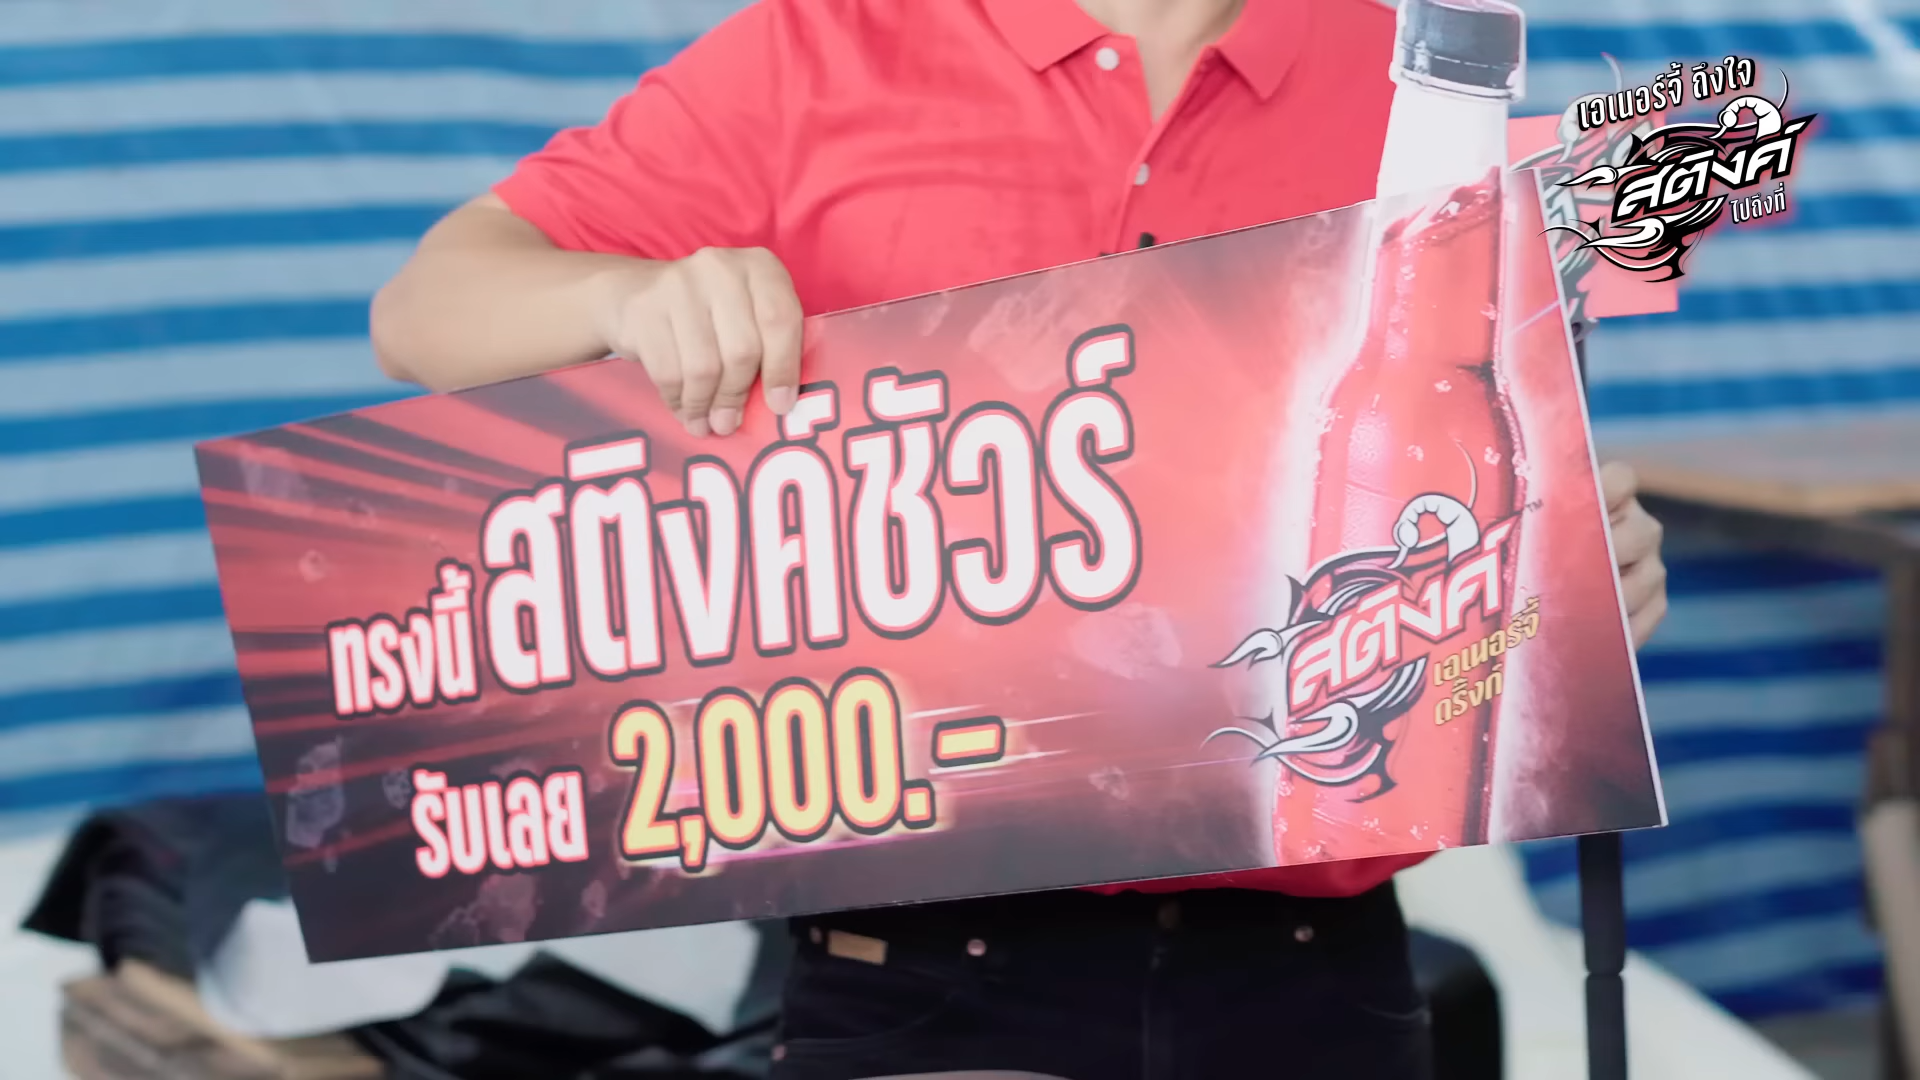 เอเนอร์จี้ ถึงใจ
สติงค์
ไปถึงที่
ทรงนี้ สติงค์ชัวร์
รับเลย 2,000.-
สติงค์
TM
เอเนอร์จี้
ดริ๊งก์